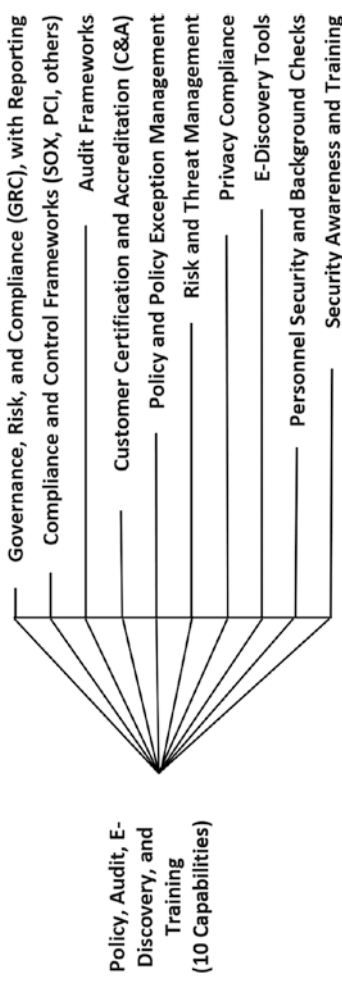 Policy, Audit, E-
Discovery, and
Training
(10 Capabilities)
Governance, Risk, and Compliance (GRC), with Reporting
Compliance and Control Frameworks (SOX, PCI, others)
Audit Frameworks
Customer Certification and Accreditation (C&A)
Policy and Policy Exception Management
Risk and Threat Management
Privacy Compliance
E-Discovery Tools
Personnel Security and Background Checks
Security Awareness and Training